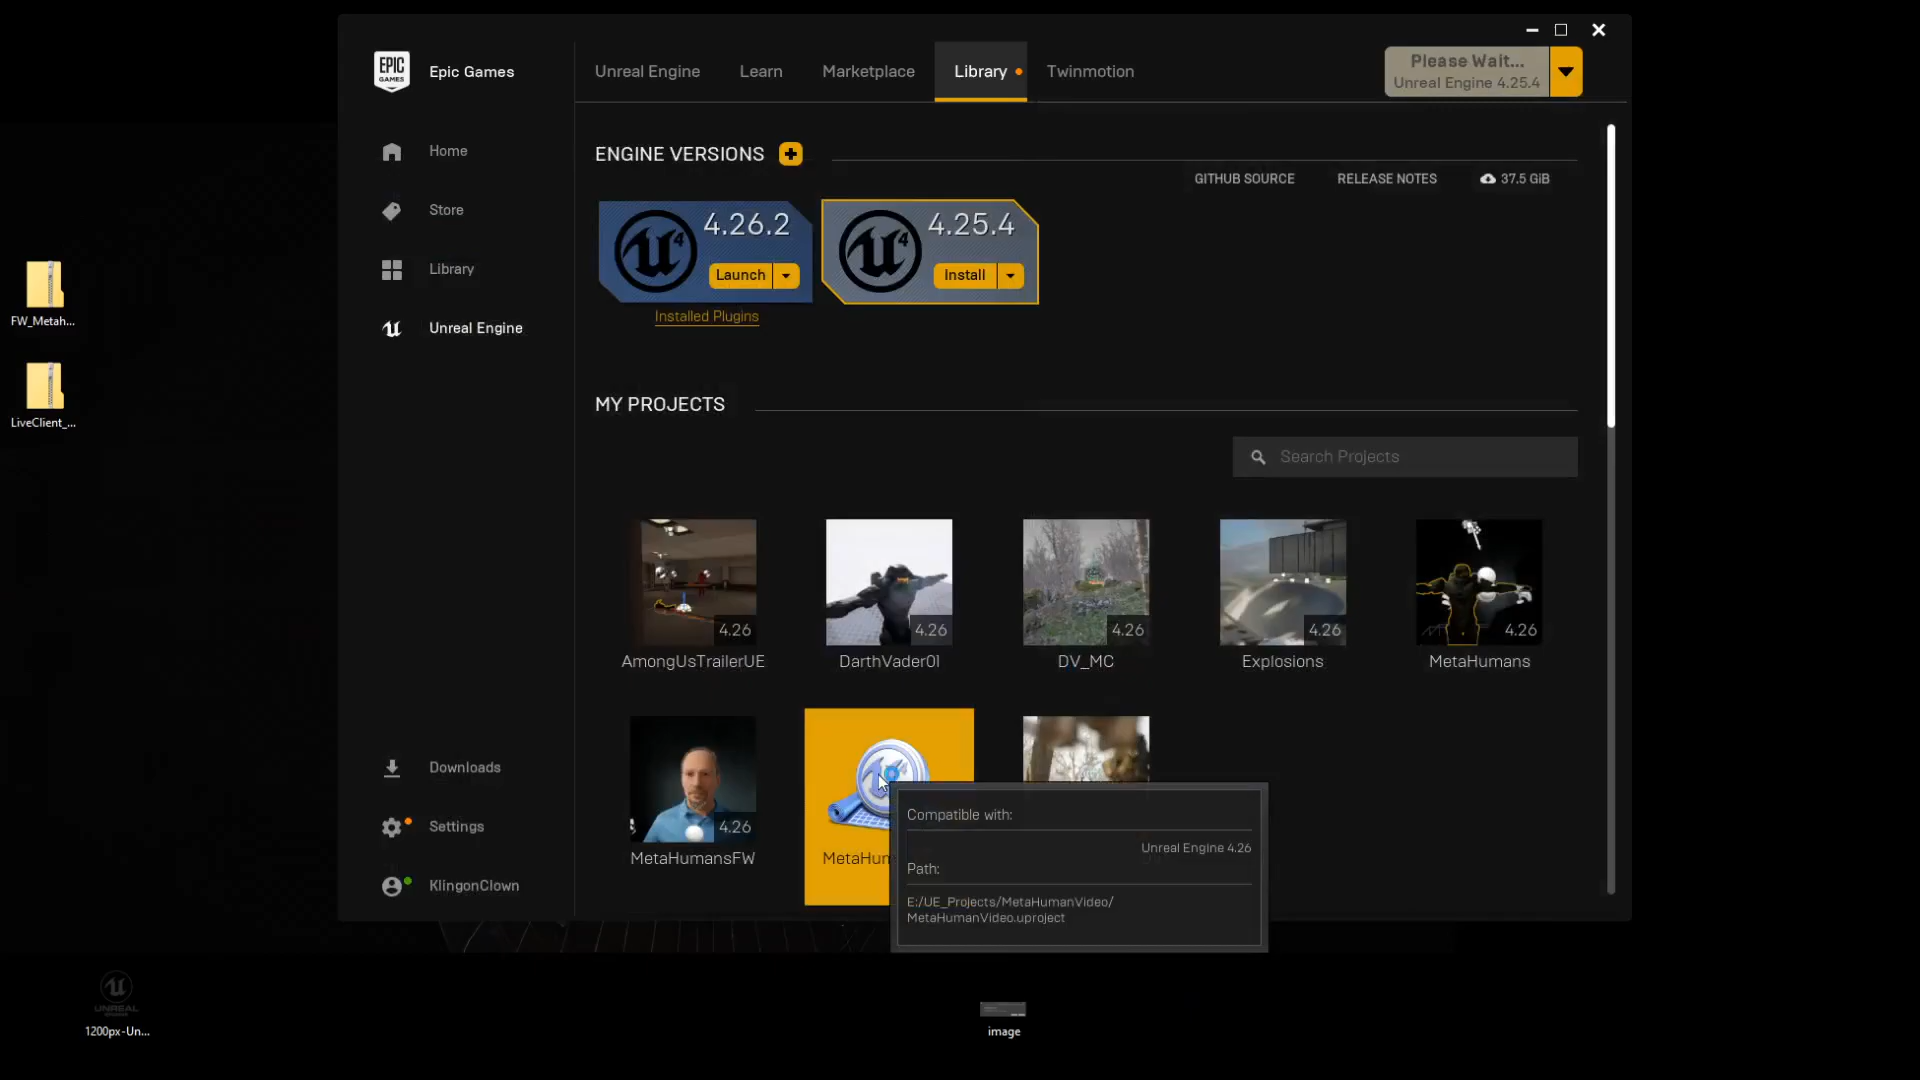 EPIC
GAMES
Epic Games
Unreal Engine
Learn
Marketplace
Library
Twinmotion
Please Wait...
Unreal Engine 4.25.4
Home
Store
Library
Unreal Engine
ENGINE VERSIONS
GITHUB SOURCE
RELEASE NOTES
37.5 GiB
4.26.2
Launch
4.25.4
Install
Installed Plugins
MY PROJECTS
Search Projects
4.26
4.26
4.26
4.26
4.26
AmongUsTrailerUE
DarthVader01
DV_MC
Explosions
MetaHumans
4.26
MetaHumansFW
MetaHum
Compatible with:
Unreal Engine 4.26
Path:
E:/UE_Projects/MetaHumanVideo/
MetaHumanVideo.uproject
Downloads
Settings
KlingonClown
FW_Metah...
LiveClient_...
UNREAL
1200px-Un...
image